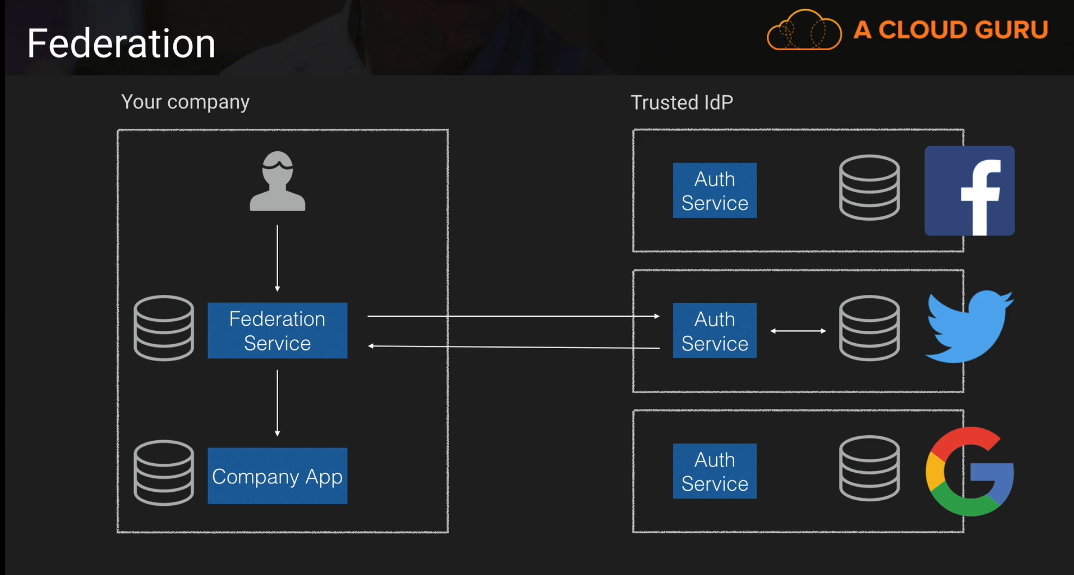 Federation
A CLOUD GURU
Your company
Trusted IdP
Auth
Service
Federation
Service
Auth
Service
Company App
Auth
Service